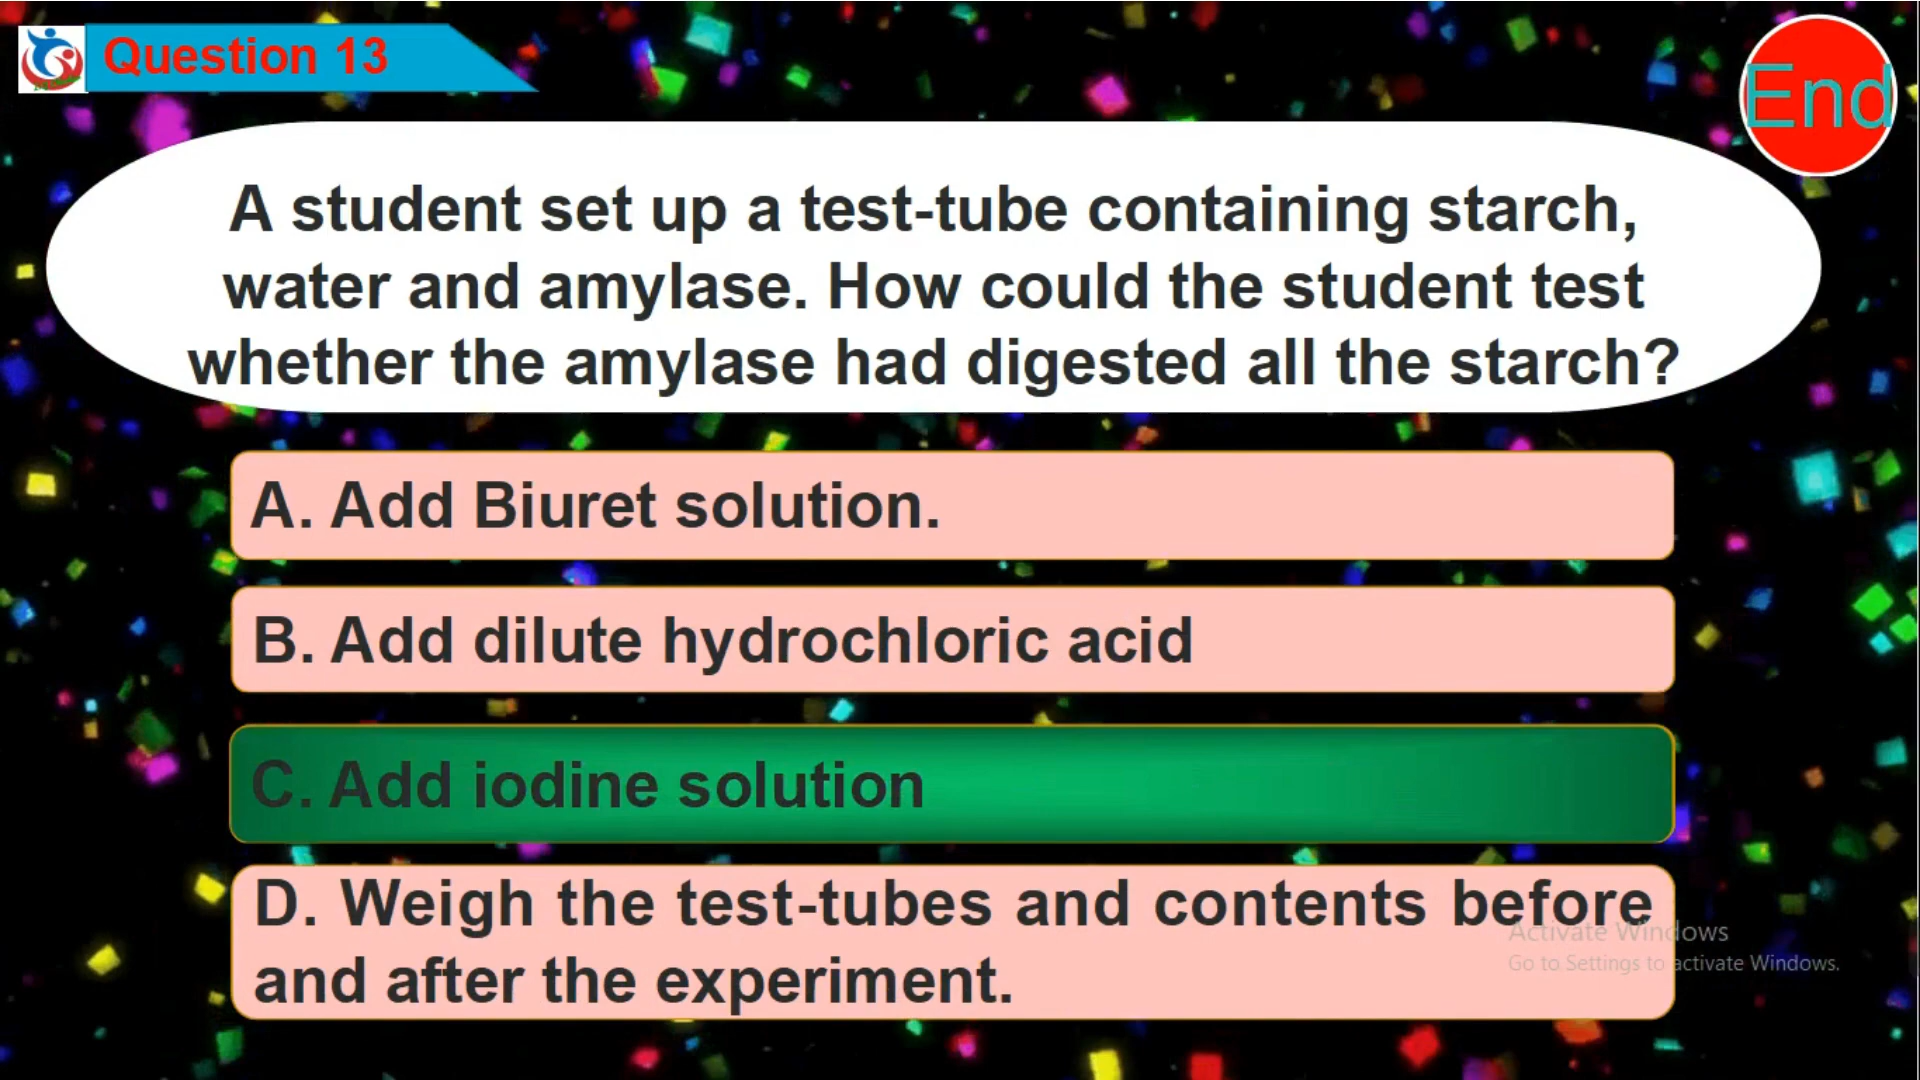 Question 13
End
A student set up a test-tube containing starch,
water and amylase. How could the student test
whether the amylase had digested all the starch?
A. Add Biuret solution.
B. Add dilute hydrochloric acid
C. Add iodine solution
D. Weigh the test-tubes and contents before
and after the experiment.
Activate Windows
Go to Settings to activate Windows.